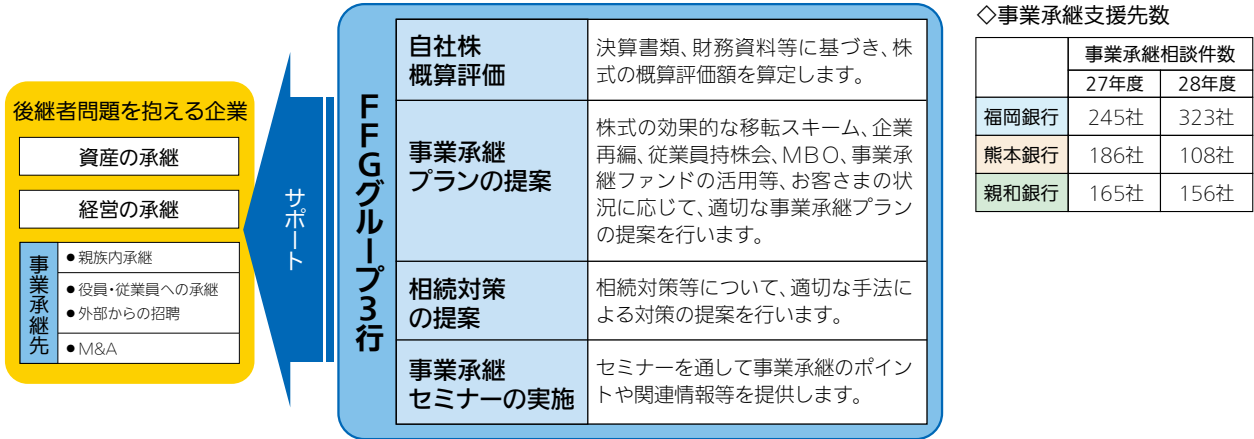 後継者問題を抱える企業
資産の承継
経営の承継
事業承継先
●親族内承継
●役員・従業員への承継
●外部からの招聘
●M&A
サポート
FFGグループ3行
自社株
概算評価
決算書類、財務資料等に基づき、株
式の概算評価額を算定します。
事業承継
プランの提案
株式の効果的な移転スキーム、企業
再編、従業員持株会、MBO、事業承
継ファンドの活用等、お客さまの状
況に応じて、適切な事業承継プラン
の提案を行います。
相続対策
の提案
相続対策等について、適切な手法に
よる対策の提案を行います。
事業承継
セミナーの実施
セミナーを通して事業承継のポイン
トや関連情報等を提供します。
◇事業承継支援先数
事業承継相談件数
27年度 28年度
福岡銀行 245社 323社
熊本銀行 186社 108社
親和銀行 165社 156社